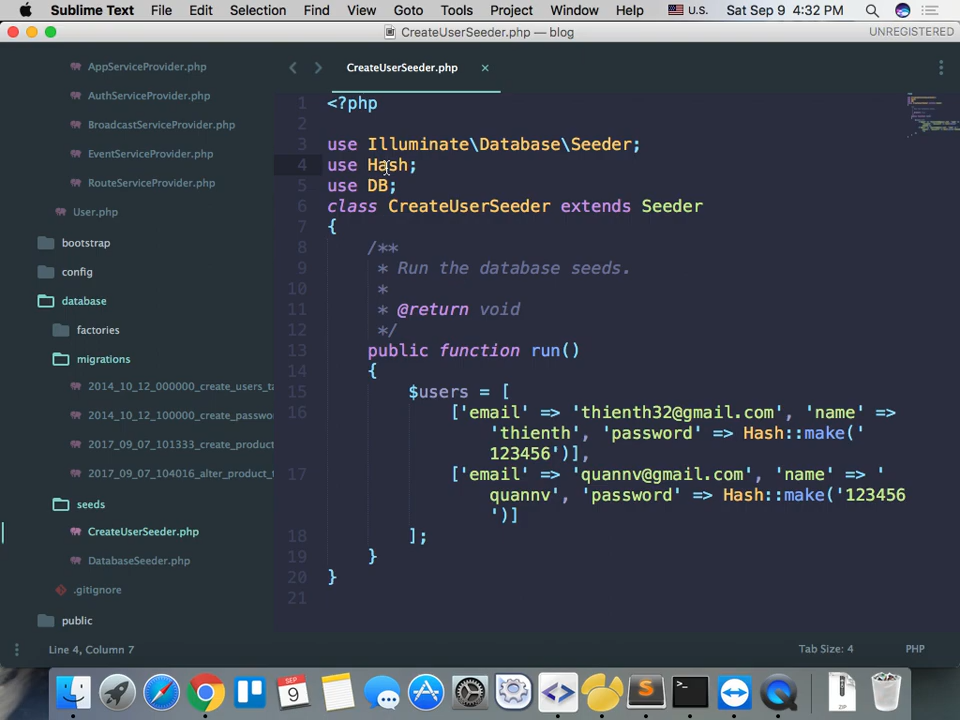 Sublime Text File Edit Selection Find View Goto Tools Project Window Help U.S. Sat Sep 9 4:32 PM
CreateUserSeeder.php — blog UNREGISTERED
AppServiceProvider.php
AuthServiceProvider.php
BroadcastServiceProvider.php
EventServiceProvider.php
RouteServiceProvider.php
User.php
bootstrap
config
database
factories
migrations
2014_10_12_000000_create_users_ta
2014_10_12_100000_create_passwo
2017_09_07_101333_create_product
2017_09_07_104016_alter_product_t
seeds
CreateUserSeeder.php
DatabaseSeeder.php
.gitignore
public
CreateUserSeeder.php ×
1 <?php
2
3 use Illuminate\Database\Seeder;
4 use Hash;
5 use DB;
6 class CreateUserSeeder extends Seeder
7 {
8 /**
9 * Run the database seeds.
10 *
11 * @return void
12 */
13 public function run()
14 {
15 $users = [
16 ['email' => 'thienth32@gmail.com', 'name' =>
'thienth', 'password' => Hash::make('
123456')],
17 ['email' => 'quannv@gmail.com', 'name' => '
quannv', 'password' => Hash::make('123456
')]
18 ];
19 }
20 }
21
Line 4, Column 7 Tab Size: 4 PHP
SEP
9
ZIP